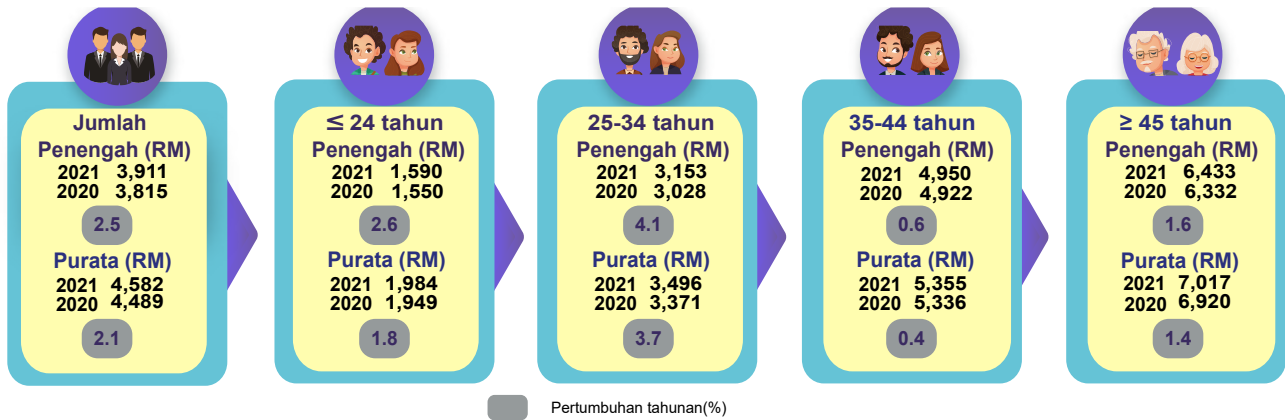 Jumlah
Penengah (RM)
2021 3,911
2020 3,815
2.5
Purata (RM)
2021 4,582
2020 4,489
2.1
≤ 24 tahun
Penengah (RM)
2021 1,590
2020 1,550
2.6
Purata (RM)
2021 1,984
2020 1,949
1.8
25-34 tahun
Penengah (RM)
2021 3,153
2020 3,028
4.1
Purata (RM)
2021 3,496
2020 3,371
3.7
35-44 tahun
Penengah (RM)
2021 4,950
2020 4,922
0.6
Purata (RM)
2021 5,355
2020 5,336
0.4
≥ 45 tahun
Penengah (RM)
2021 6,433
2020 6,332
1.6
Purata (RM)
2021 7,017
2020 6,920
1.4
Pertumbuhan tahunan(%)